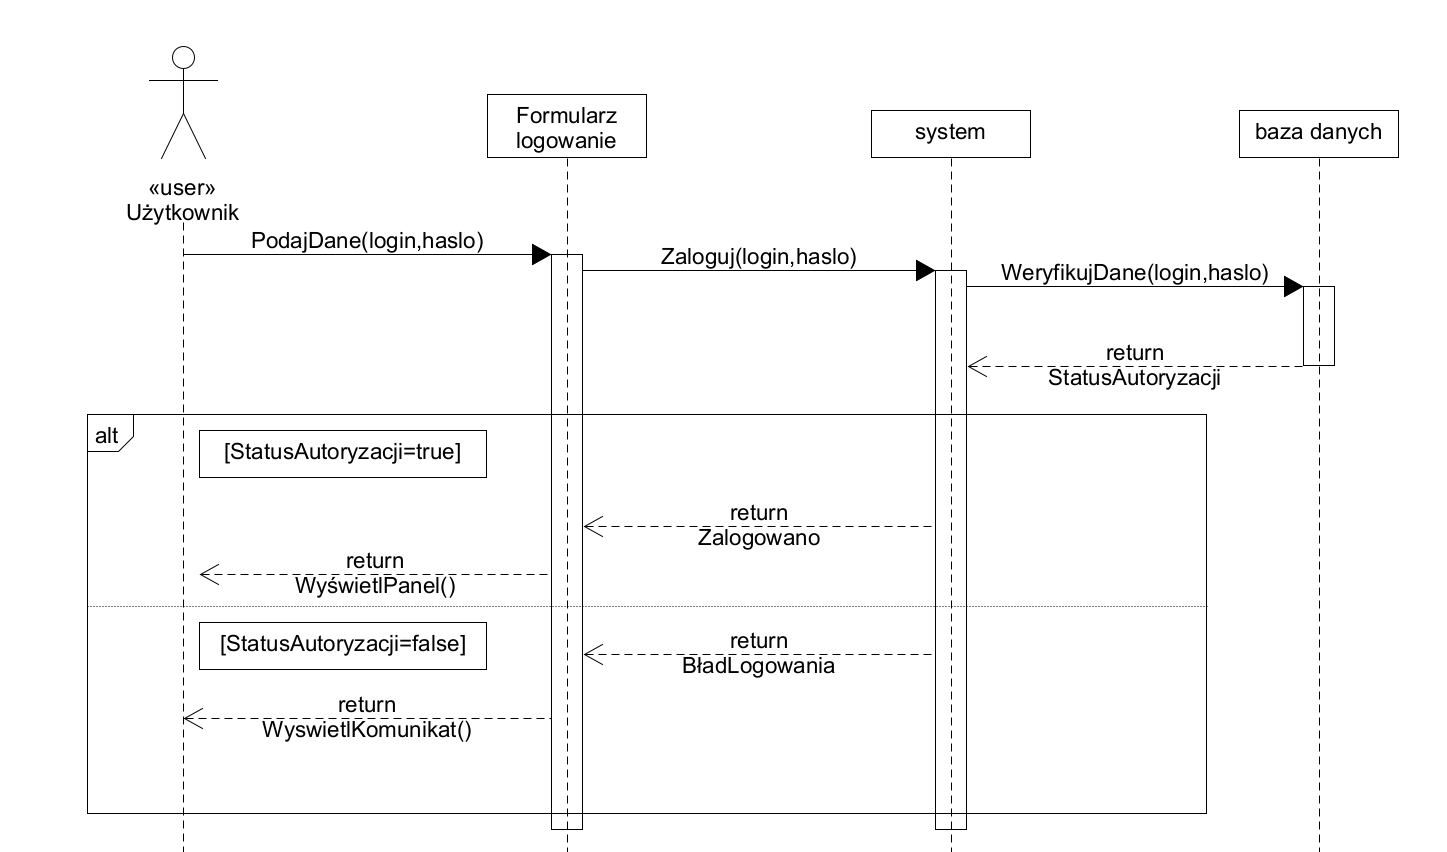 Formularz
logowanie
system
baza danych
«user»
Użytkownik
PodajDane(login,haslo)
Zaloguj(login,haslo)
WeryfikujDane(login,haslo)
return
StatusAutoryzacji
alt
[StatusAutoryzacji=true]
return
Zalogowano
return
WyświetlPanel()
[StatusAutoryzacji=false]
return
BładLogowania
return
WyswietlKomunikat()